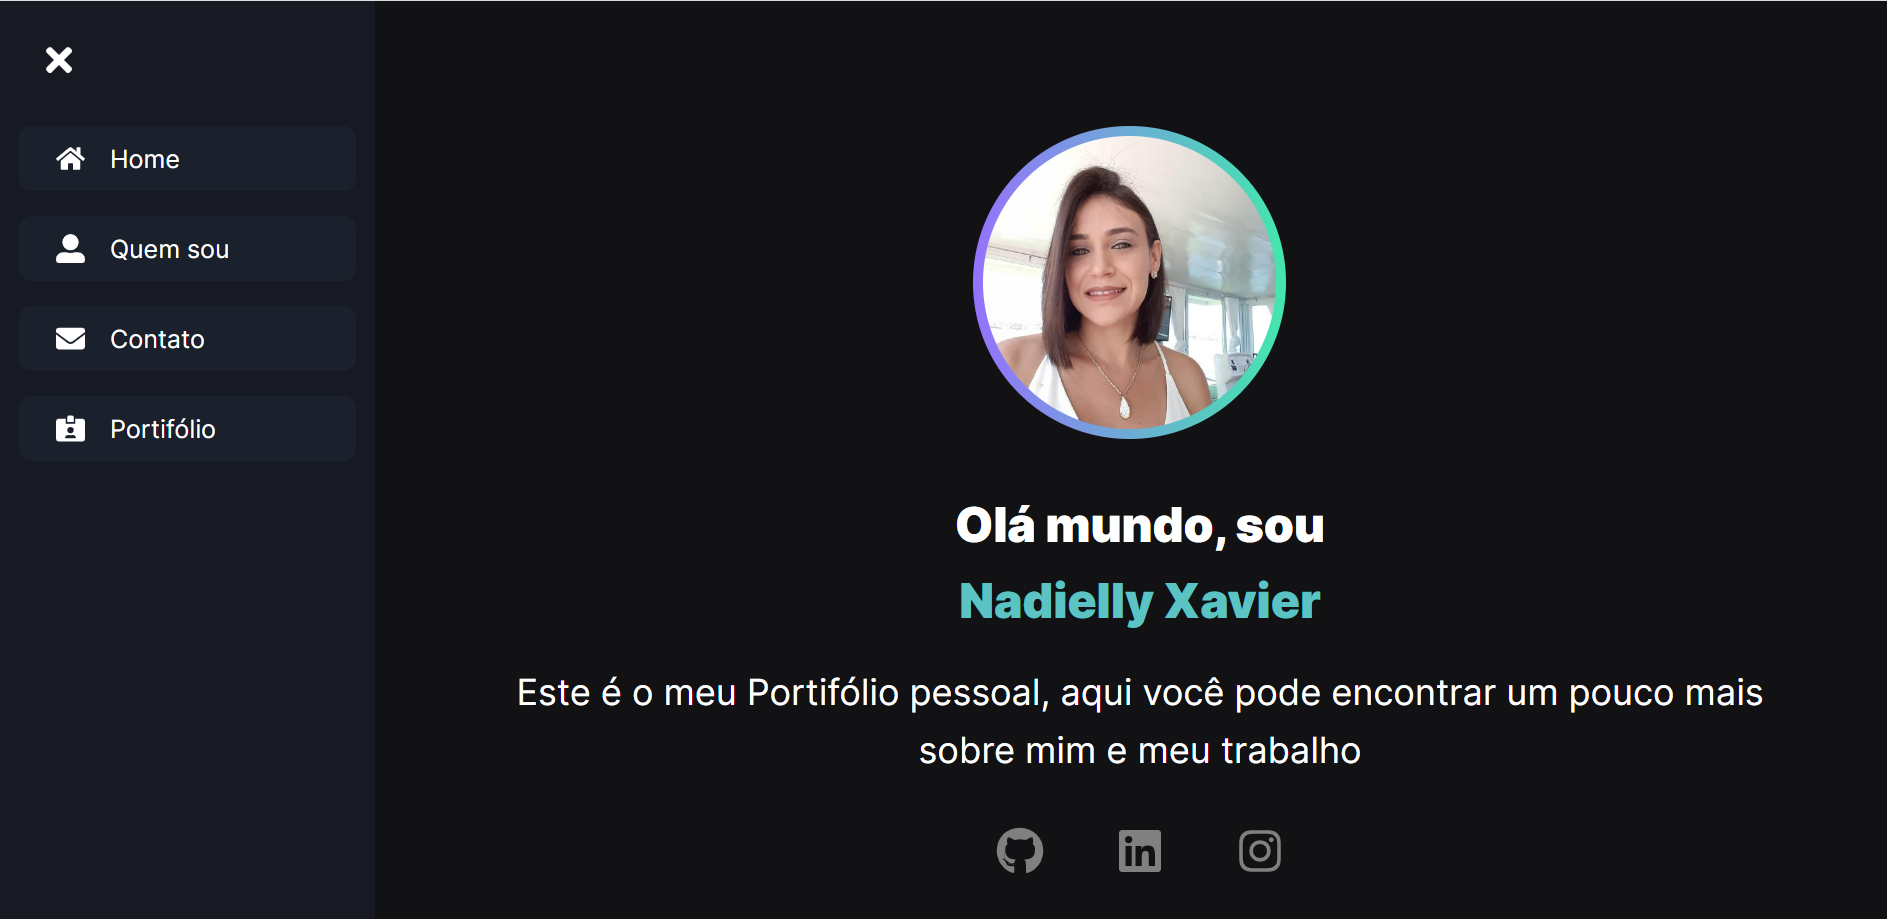 Home
Quem sou
Contato
Portifólio
Olá mundo, sou
Nadielly Xavier
Este é o meu Portifólio pessoal, aqui você pode encontrar um pouco mais
sobre mim e meu trabalho
in